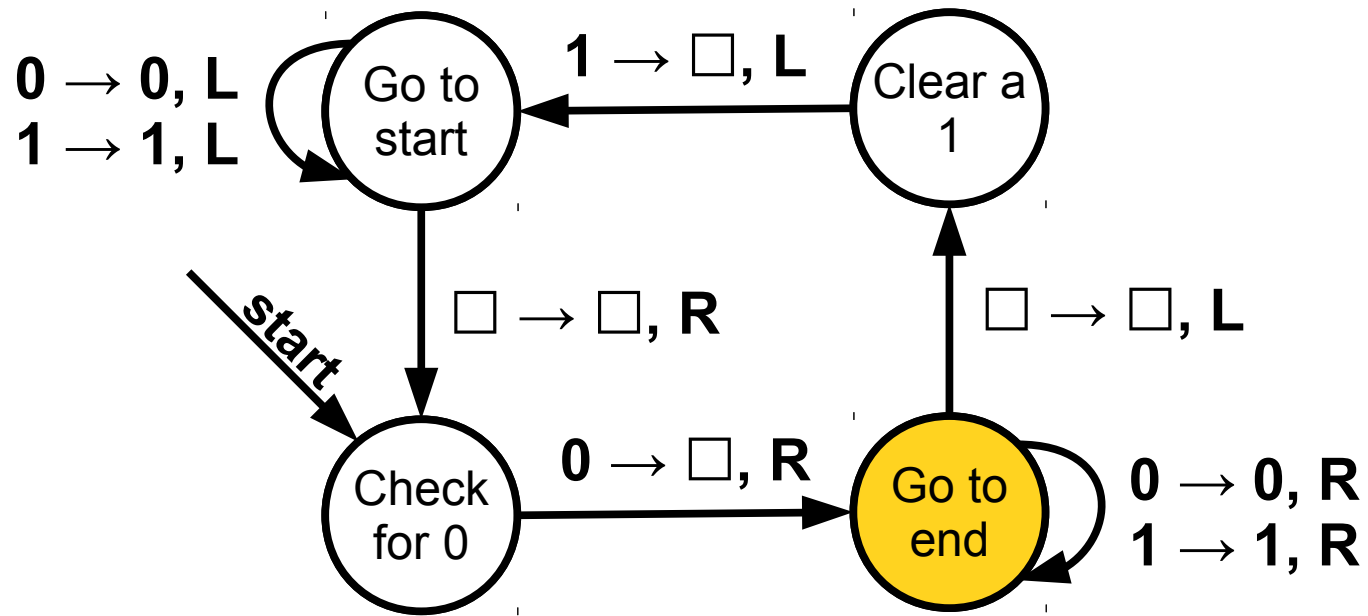 0 → 0, L
1 → 1, L
Go to
start
1 → □, L
Clear a
1
start
□ → □, R
□ → □, L
Check
for 0
0 → □, R
Go to
end
0 → 0, R
1 → 1, R